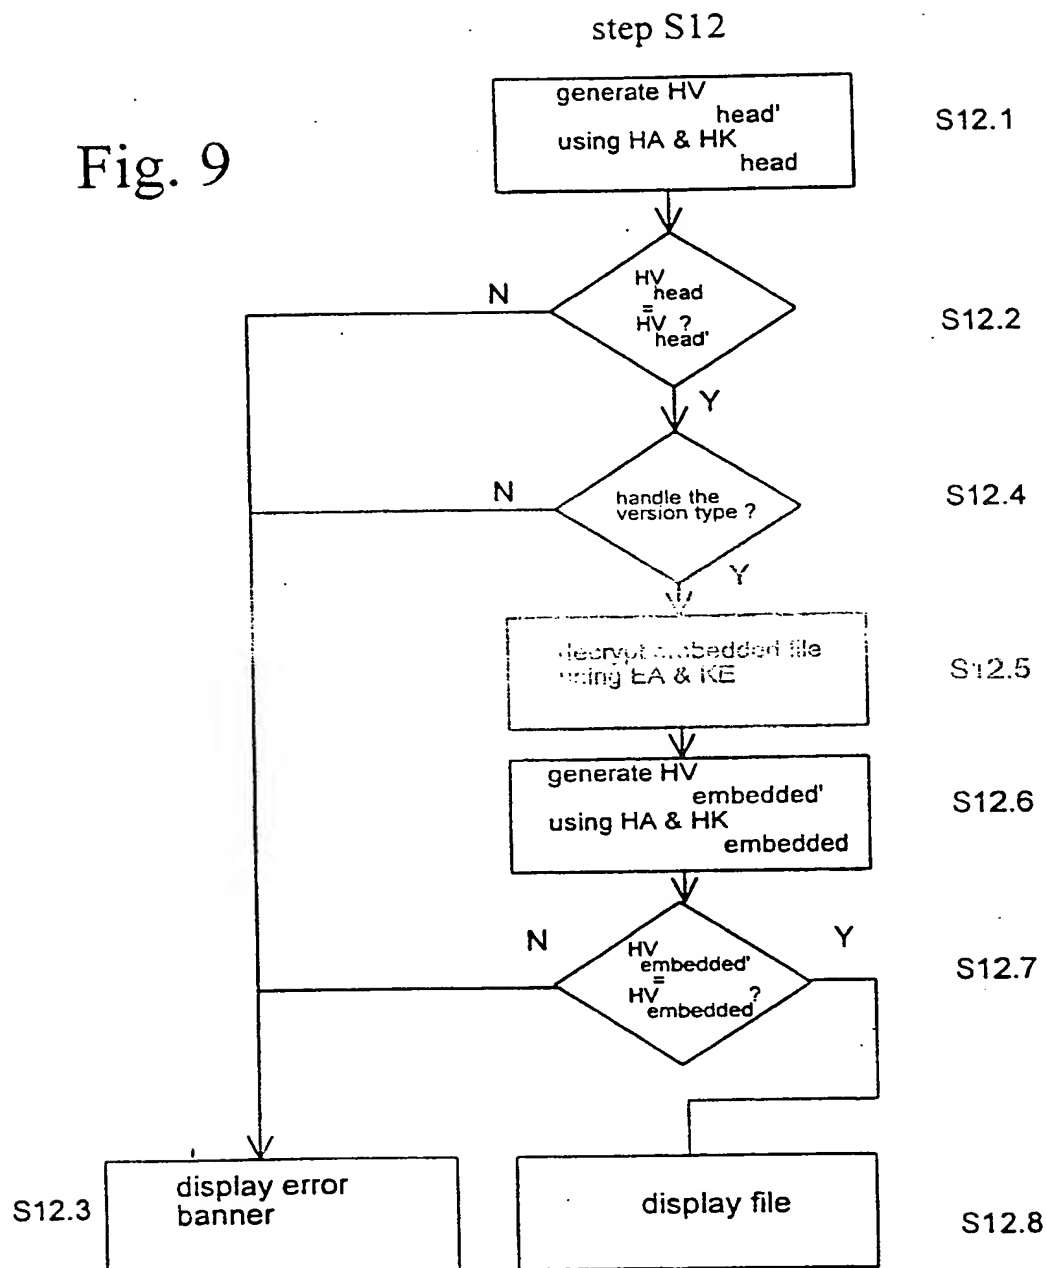 step S12
Fig. 9
generate HV head'
using HA & HK head
S12.1
N
HV head
=
HV head' ?
S12.2
Y
N
handle the
version type ?
S12.4
Y
decrypt embedded file
using EA & KE
S12.5
generate HV embedded'
using HA & HK embedded
S12.6
N
HV embedded'
=
HV embedded ?
Y
S12.7
S12.3
display error
banner
display file
S12.8